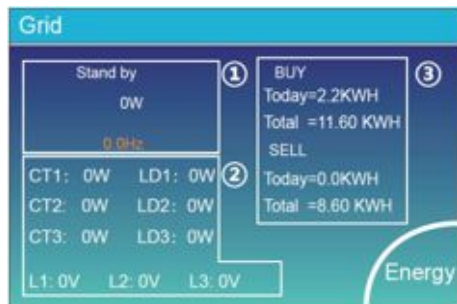 Grid
Stand by
0W
0.0Hz
①
CT1: 0W LD1: 0W
CT2: 0W LD2: 0W
CT3: 0W LD3: 0W
L1: 0V L2: 0V L3: 0V
②
BUY
Today=2.2KWH
Total =11.60 KWH
SELL
Today=0.0KWH
Total =8.60 KWH
③
Energy